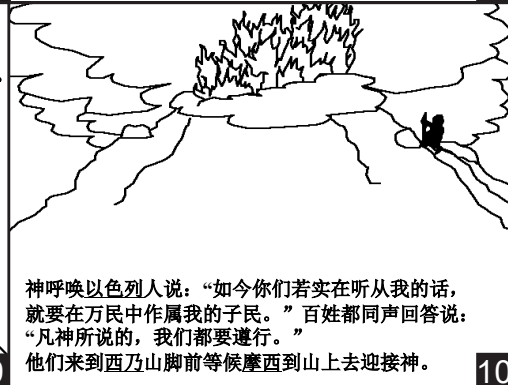 神呼唤以色列人说：“如今你们若实在听从我的话，
就要在万民中作属我的子民。”百姓都同声回答说：
“凡神所说的，我们都要遵行。”
他们来到西乃山脚前等候摩西到山上去迎接神。
10